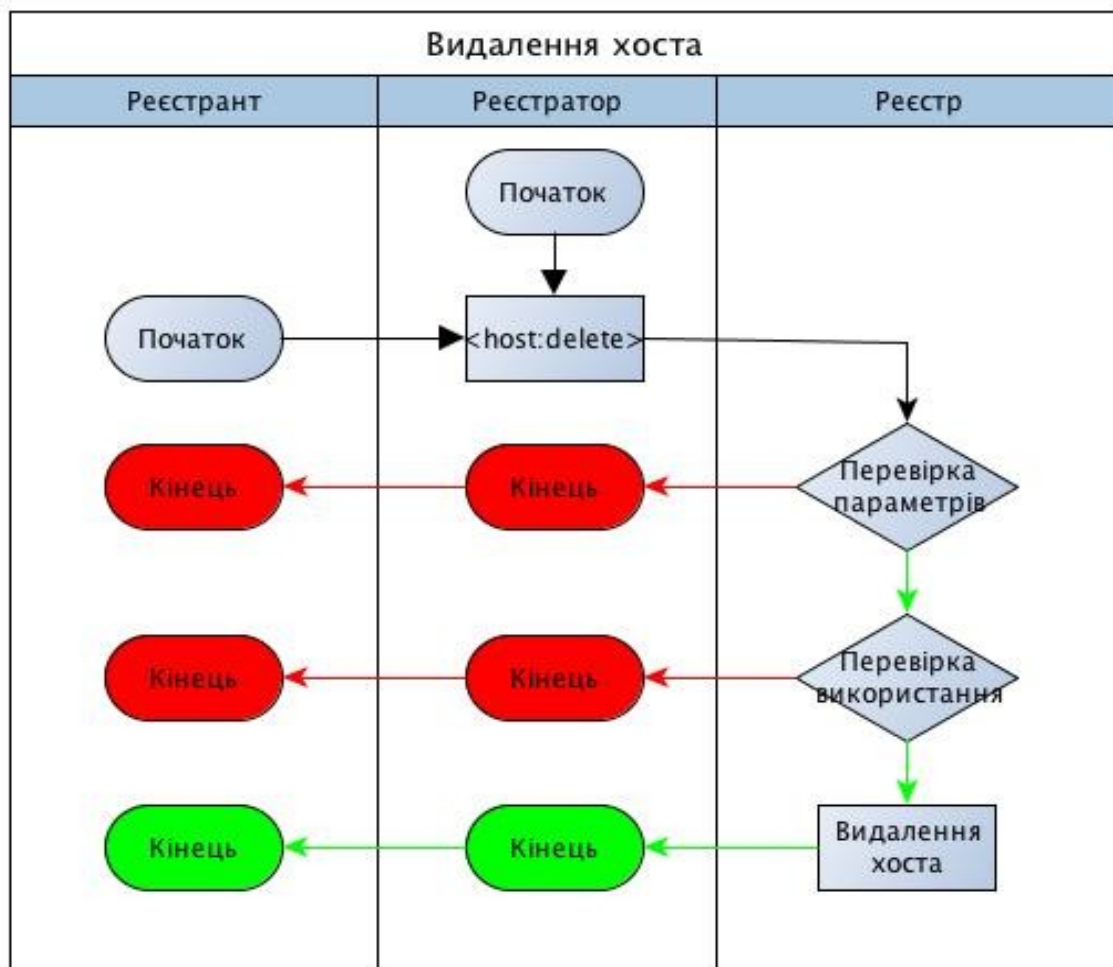 Видалення хоста
Реєстрант
Реєстратор
Реєстр
Початок
Початок
<host:delete>
Перевірка
параметрів
Кінець
Кінець
Перевірка
використання
Кінець
Кінець
Видалення
хоста
Кінець
Кінець